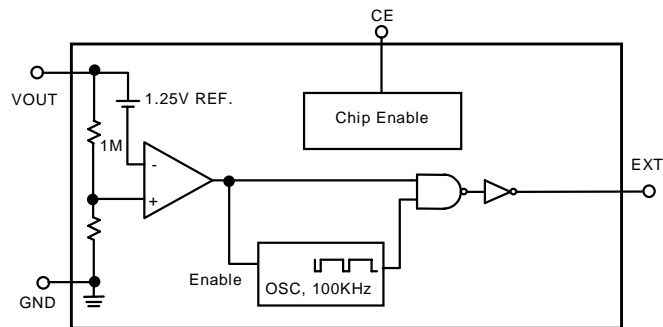 CE
VOUT
1.25V REF.
Chip Enable
1M
-
+
EXT
Enable
OSC, 100KHz
GND